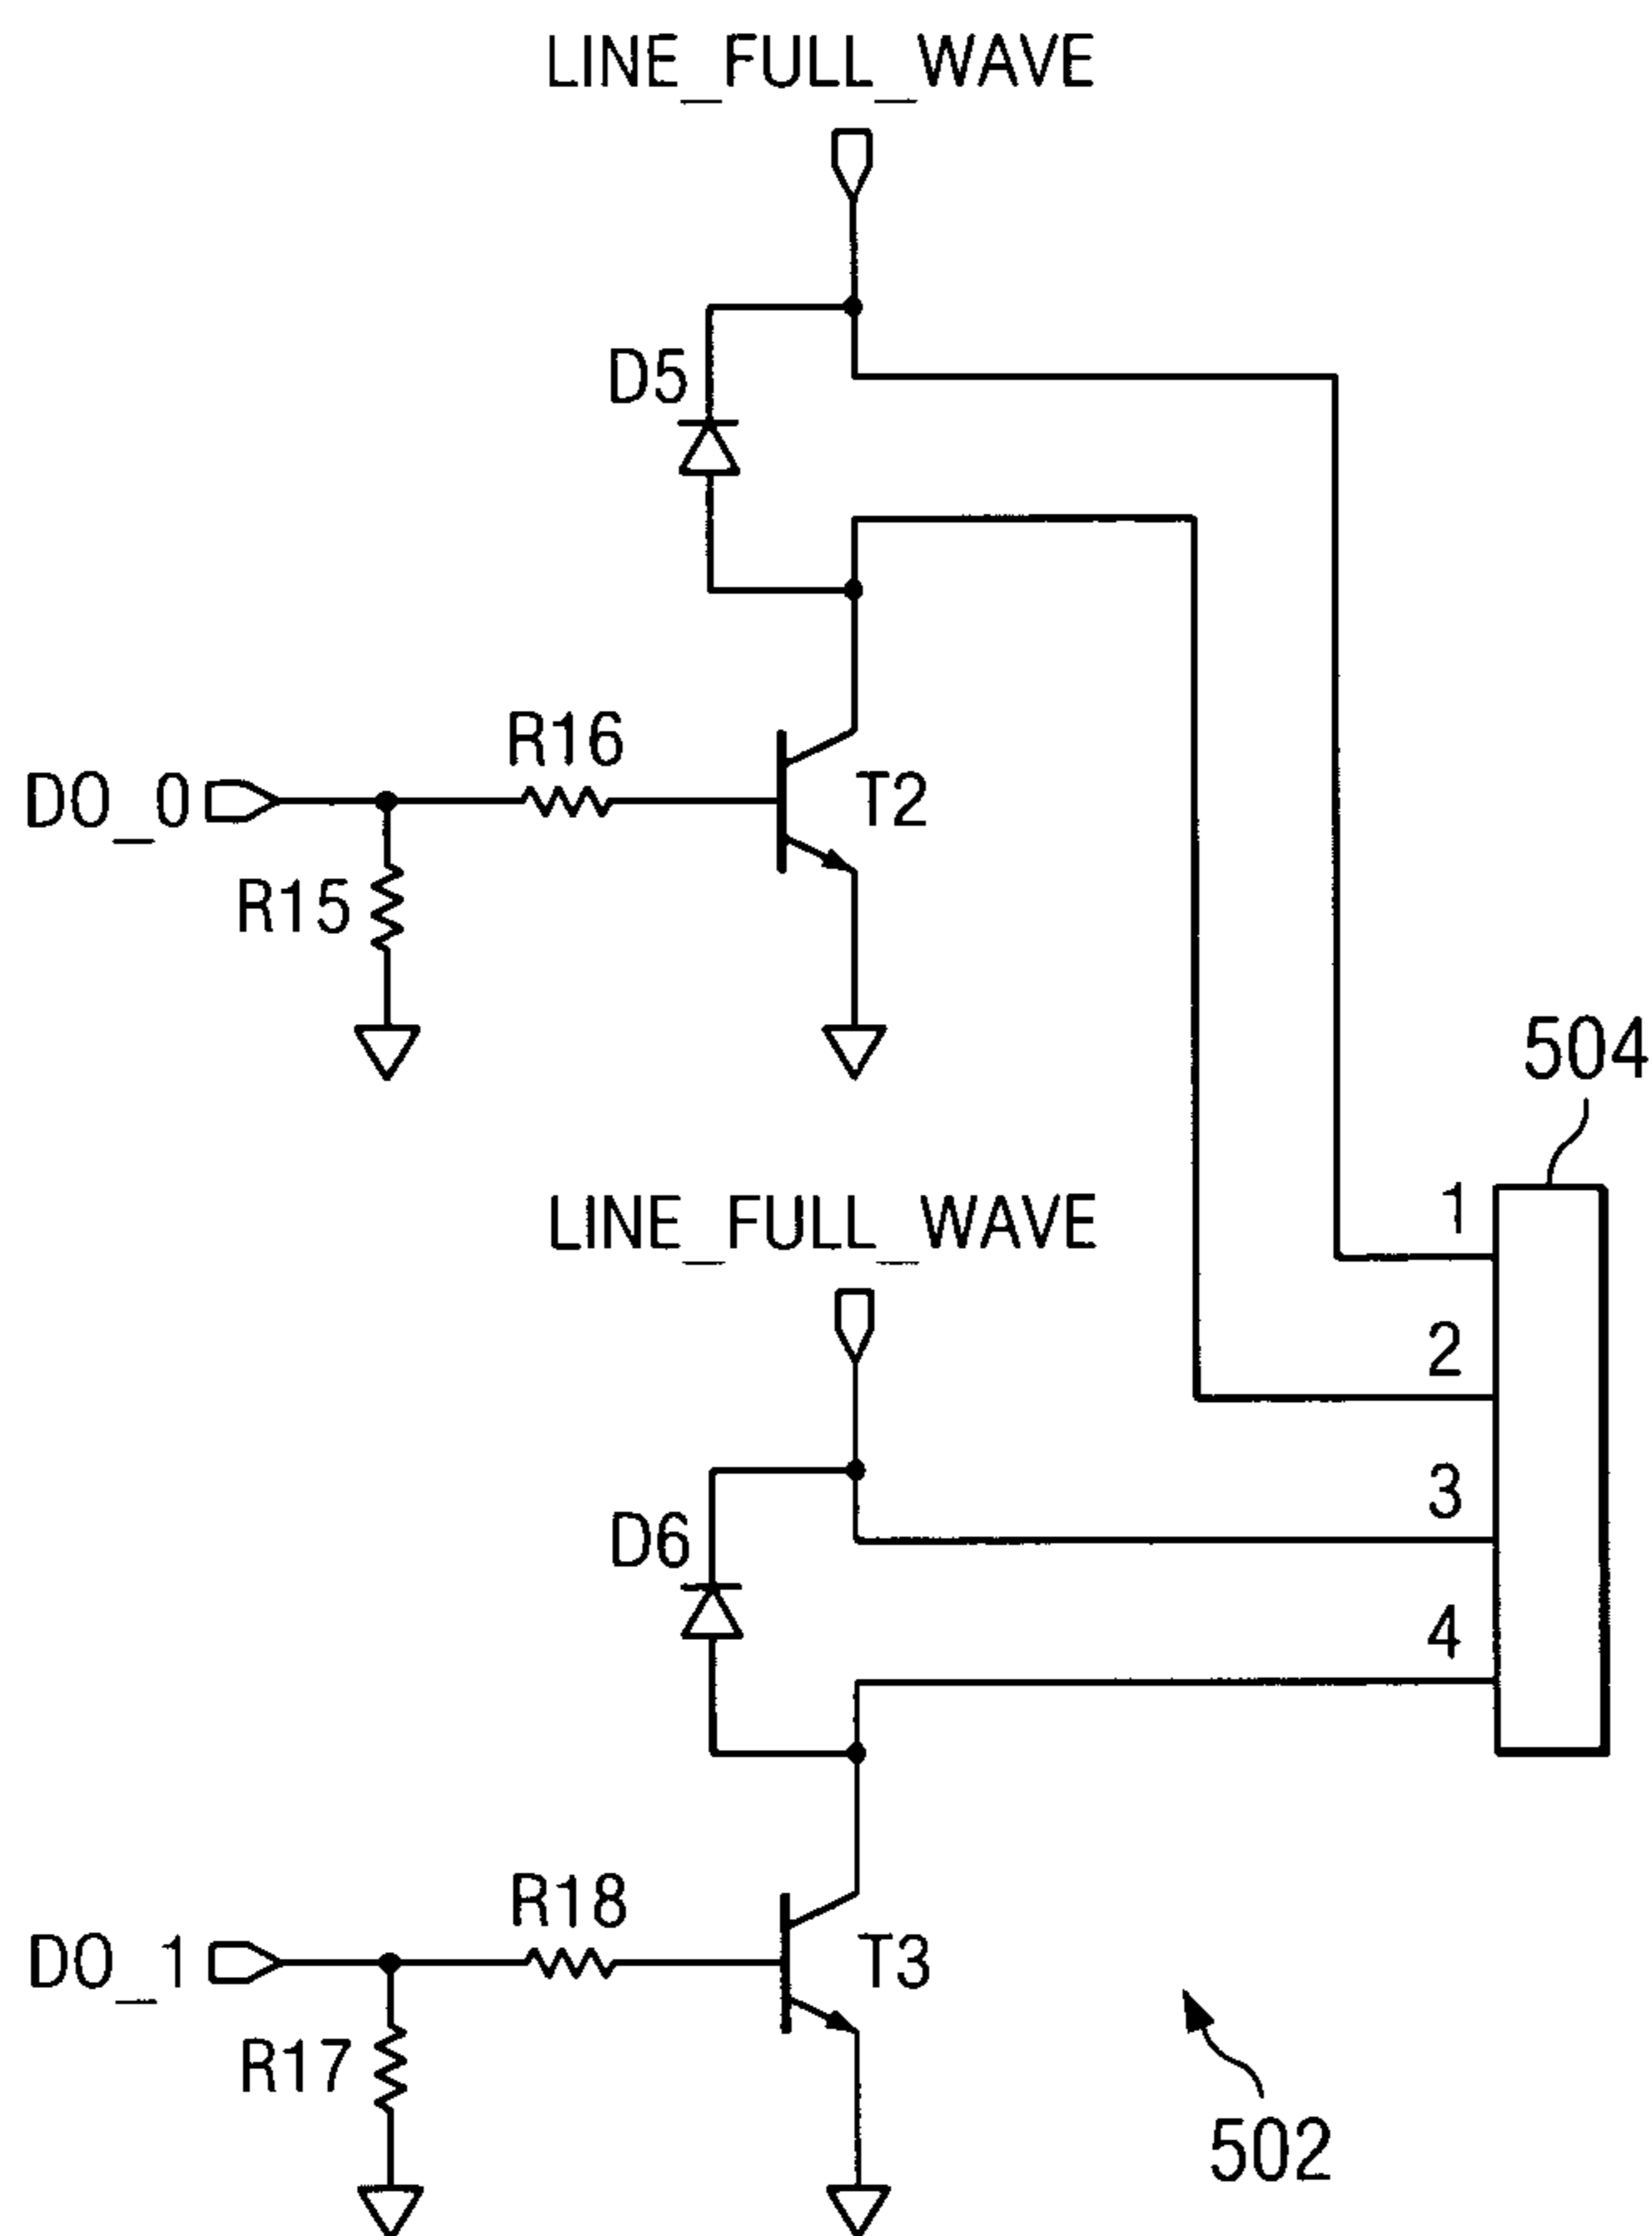 LINE_FULL_WAVE
D5
R16
DO_0
T2
R15
504
1
LINE_FULL_WAVE
2
3
D6
4
R18
DO_1
T3
R17
502